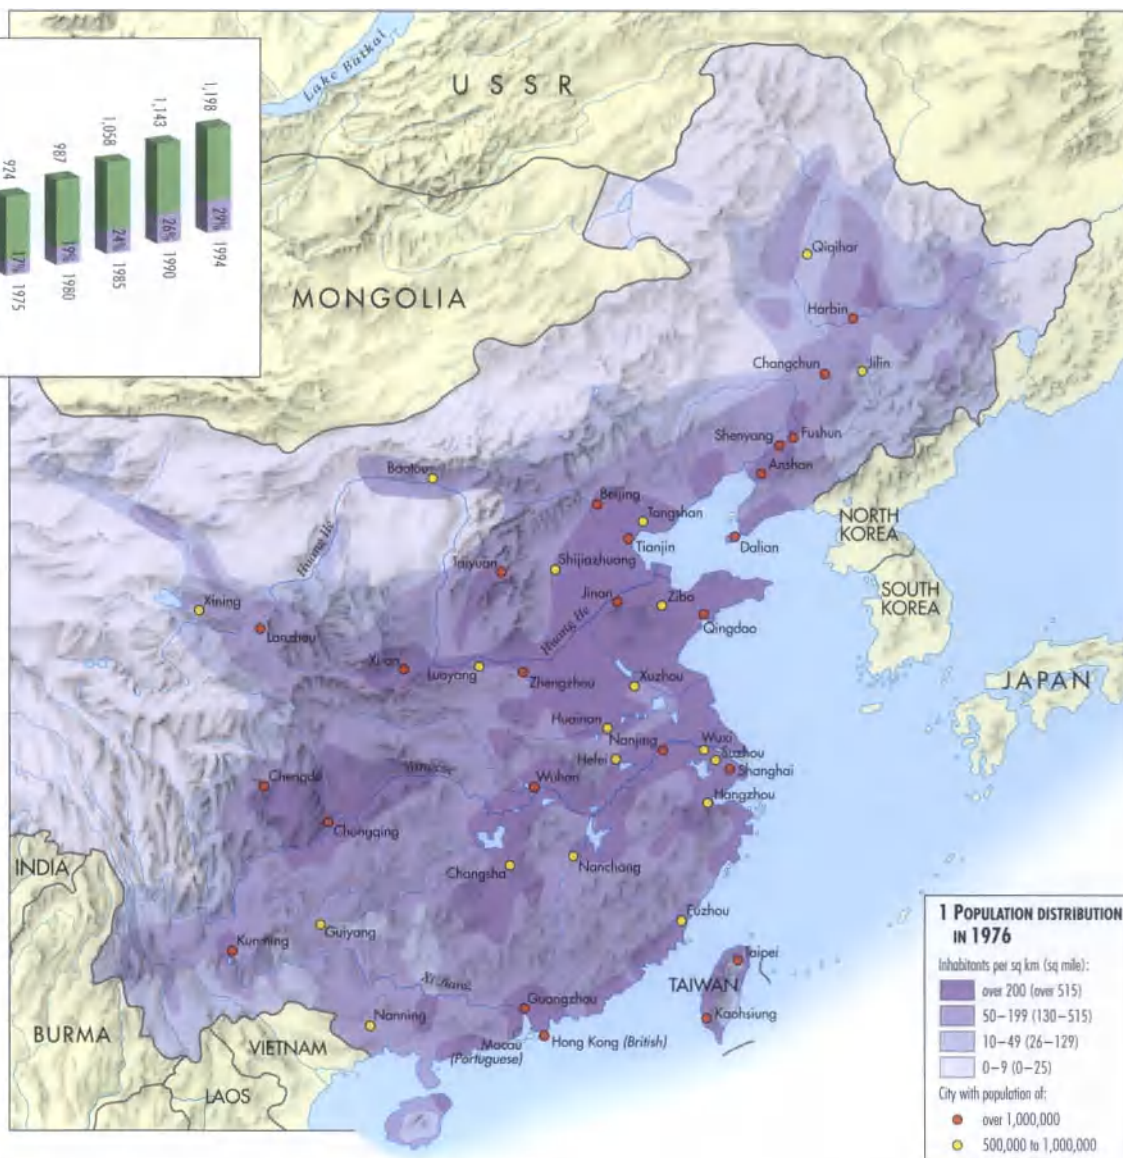 924
987
1,058
1,143
1,198
17%
19%
24%
26%
29%
1975
1980
1985
1990
1994
Lake Baikal
USSR
MONGOLIA
Qiqihar
Harbin
Changchun
Jilin
Shenyang
Fushun
Anshan
Baotou
Beijing
Tangshan
Tianjin
Dalian
NORTH
KOREA
SOUTH
KOREA
JAPAN
Huang He
Taiyuan
Shijiazhuang
Jinan
Zibo
Qingdao
Huang He
Xining
Lanzhou
Xi'an
Luoyang
Zhengzhou
Xuzhou
Huainan
Nanjing
Hefei
Wuxi
Suzhou
Shanghai
Hangzhou
Chengdu
Yangtze
Wuhan
Chongqing
Changsha
Nanchang
INDIA
Guiyang
Kunming
Fuzhou
Taipei
TAIWAN
Kaohsiung
Xi Jiang
Guangzhou
Nanning
Macau
(Portuguese)
Hong Kong (British)
BURMA
VIETNAM
LAOS
1 POPULATION DISTRIBUTION
IN 1976
Inhabitants per sq km (sq mile):
over 200 (over 515)
50–199 (130–515)
10–49 (26–129)
0–9 (0–25)
City with population of:
over 1,000,000
500,000 to 1,000,000